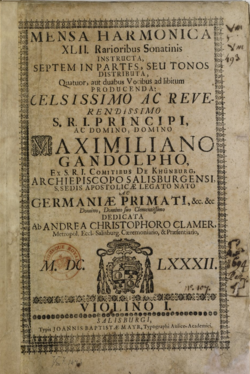 MENSA HARMONICA
XLII. Rarioribus Sonatinis
INSTRUCTA,
SEPTEM IN PARTES, SEU TONOS
DISTRIBUTA,
Quatuor, aut duabus Vocibus ad libitum
PRODUCENDA:
CELSISSIMO AC REVE-
RENDISSIMO
S. R. I. PRINCIPI,
AC DOMINO, DOMINO
MAXIMILIANO
GANDOLPHO,
EX S. R. I. COMITIBUS DE
ARCHIEPISCOPO SALISBURGENSI.
S. SEDIS APOSTOLICÆ LEGATO NATO
GERMANIÆ PRIMATI, &c. &c.
Domino, Domino suo Clementissimo
DEDICATA
Ab ANDREA CHRISTOPHORO CLAMER.
M. DC. LXXXII.
VIOLINO I.
SALISBURGI,
Typis JOANNIS BAPTISTÆ MAYR, Typographi Aulico-Academici.